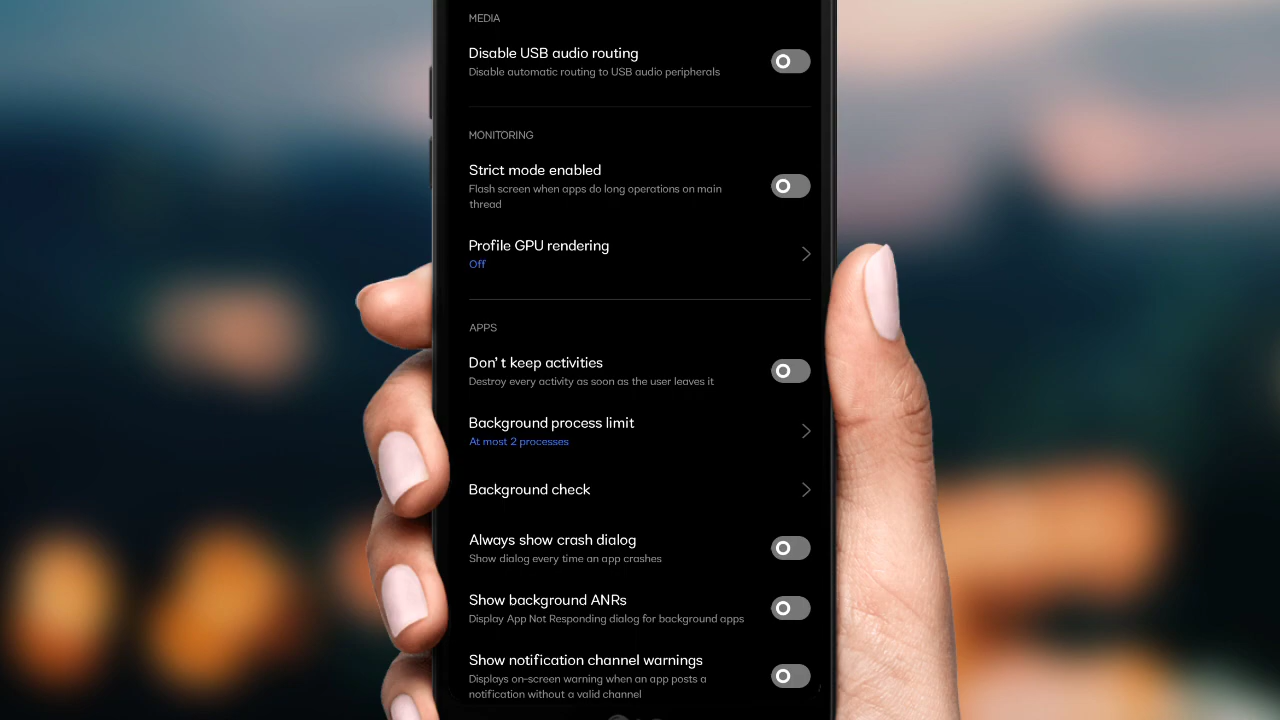 MEDIA
Disable USB audio routing
Disable automatic routing to USB audio peripherals
MONITORING
Strict mode enabled
Flash screen when apps do long operations on main
thread
Profile GPU rendering
Off
APPS
Don't keep activities
Destroy every activity as soon as the user leaves it
Background process limit
At most 2 processes
Background check
Always show crash dialog
Show dialog every time an app crashes
Show background ANRs
Display App Not Responding dialog for background apps
Show notification channel warnings
Displays on-screen warning when an app posts a
notification without a valid channel